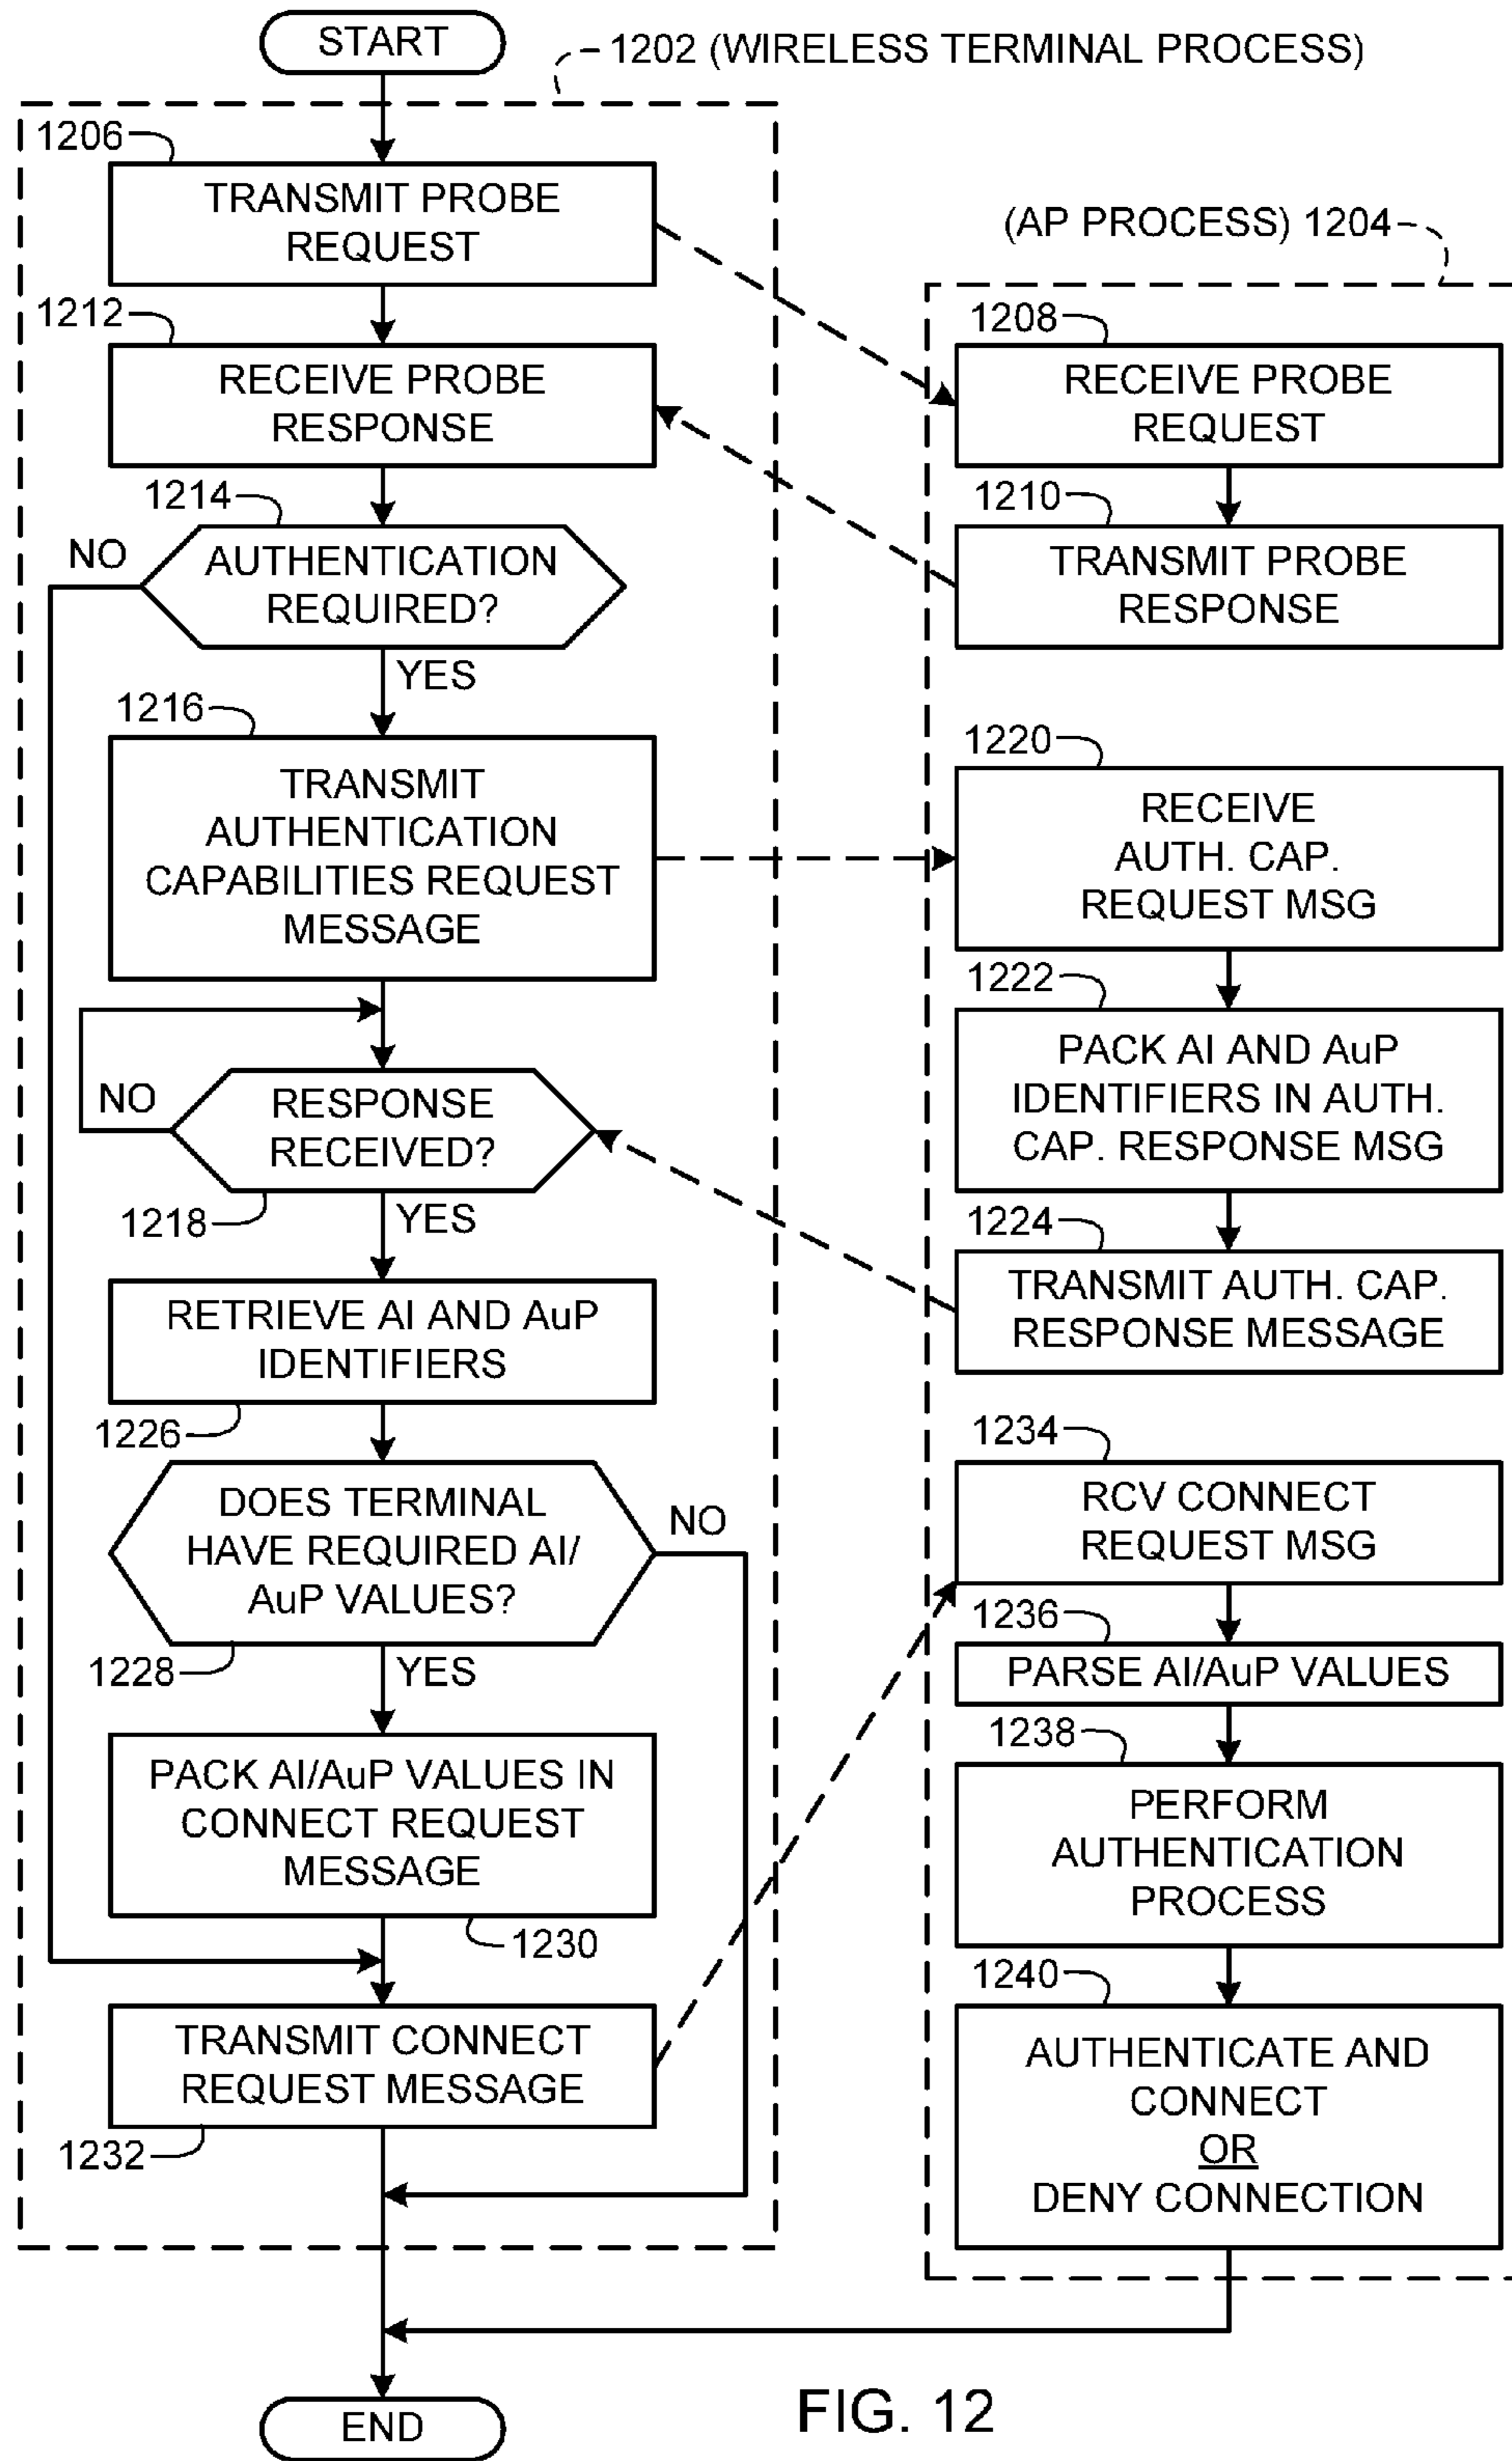 START
1202 (WIRELESS TERMINAL PROCESS)
1206
TRANSMIT PROBE
REQUEST
(AP PROCESS) 1204
1212
RECEIVE PROBE
RESPONSE
1208
RECEIVE PROBE
REQUEST
1214
AUTHENTICATION
REQUIRED?
NO
YES
1210
TRANSMIT PROBE
RESPONSE
1216
TRANSMIT
AUTHENTICATION
CAPABILITIES REQUEST
MESSAGE
1220
RECEIVE
AUTH. CAP.
REQUEST MSG
1222
PACK AI AND AuP
IDENTIFIERS IN AUTH.
CAP. RESPONSE MSG
NO
RESPONSE
RECEIVED?
1218
YES
1224
TRANSMIT AUTH. CAP.
RESPONSE MESSAGE
RETRIEVE AI AND AuP
IDENTIFIERS
1226
DOES TERMINAL
HAVE REQUIRED AI/
AuP VALUES?
NO
1228
YES
1234
RCV CONNECT
REQUEST MSG
1236
PARSE AI/AuP VALUES
PACK AI/AuP VALUES IN
CONNECT REQUEST
MESSAGE
1230
1238
PERFORM
AUTHENTICATION
PROCESS
TRANSMIT CONNECT
REQUEST MESSAGE
1232
1240
AUTHENTICATE AND
CONNECT
OR
DENY CONNECTION
END
FIG. 12